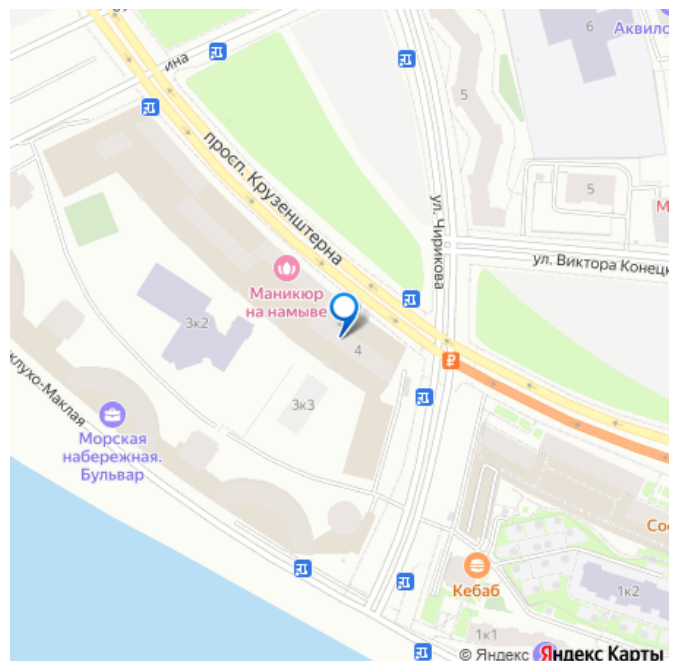 6
Аквило
ина
5
просп. Крузенштерна
5
ул. Чирикова
М
ул. Виктора Конецк
Маникюр
на намыве
3к2
4
клухо-Маклая
3к3
Морская
набережная.
Бульвар
Сос
Кебаб
1к2
1к1
© Яндекс Яндекс Карты